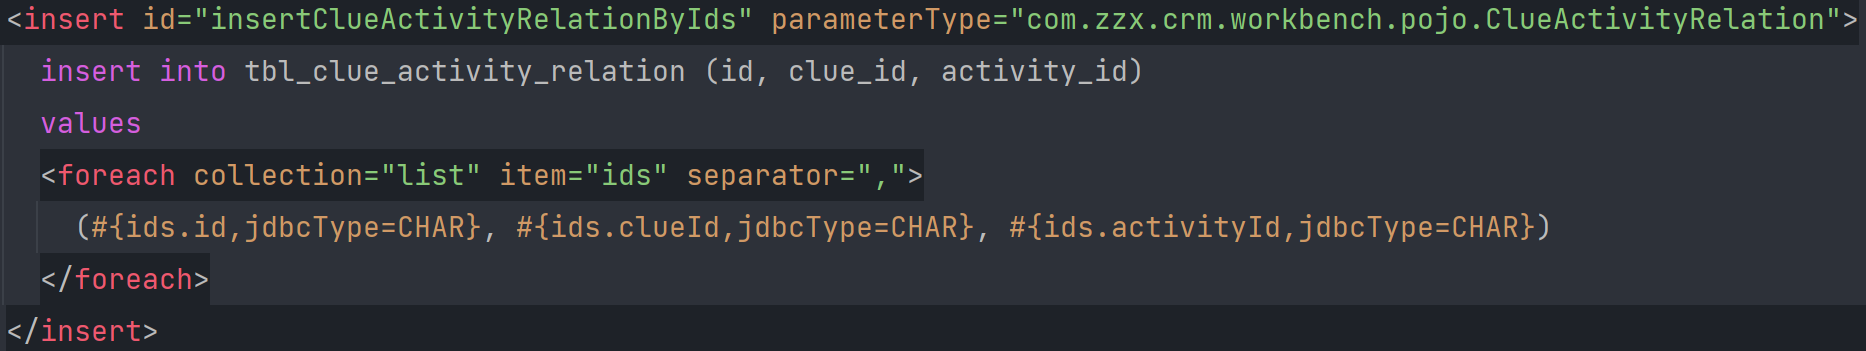 <insert id="insertClueActivityRelationByIds" parameterType="com.zzx.crm.workbench.pojo.ClueActivityRelation">
insert into tbl_clue_activity_relation (id, clue_id, activity_id)
values
<foreach collection="list" item="ids" separator=",">
(#{ids.id,jdbcType=CHAR}, #{ids.clueId,jdbcType=CHAR}, #{ids.activityId,jdbcType=CHAR})
</foreach>
</insert>